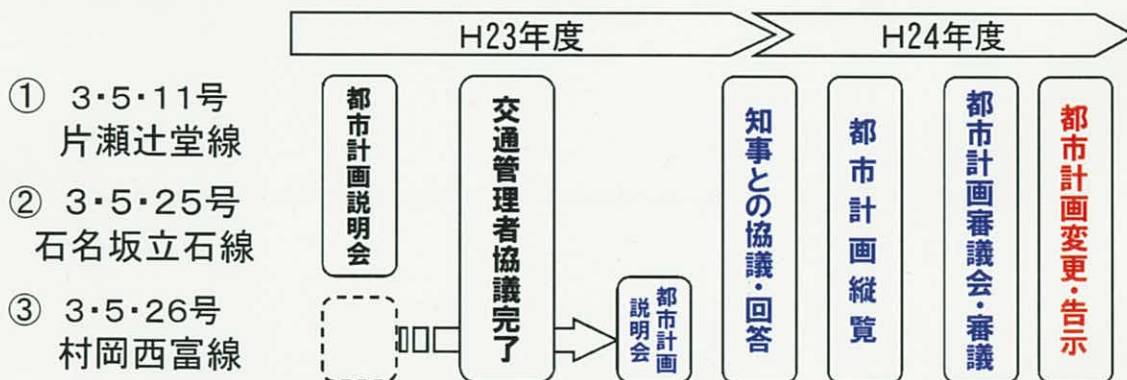 H23年度
H24年度
① 3・5・11号
片瀬辻堂線
② 3・5・25号
石名坂立石線
③ 3・5・26号
村岡西富線
都市計画説明会
交通管理者協議完了
都市計画
説明会
知事との協議・回答
都市計画縦覧
都市計画審議会・審議
都市計画変更・告示